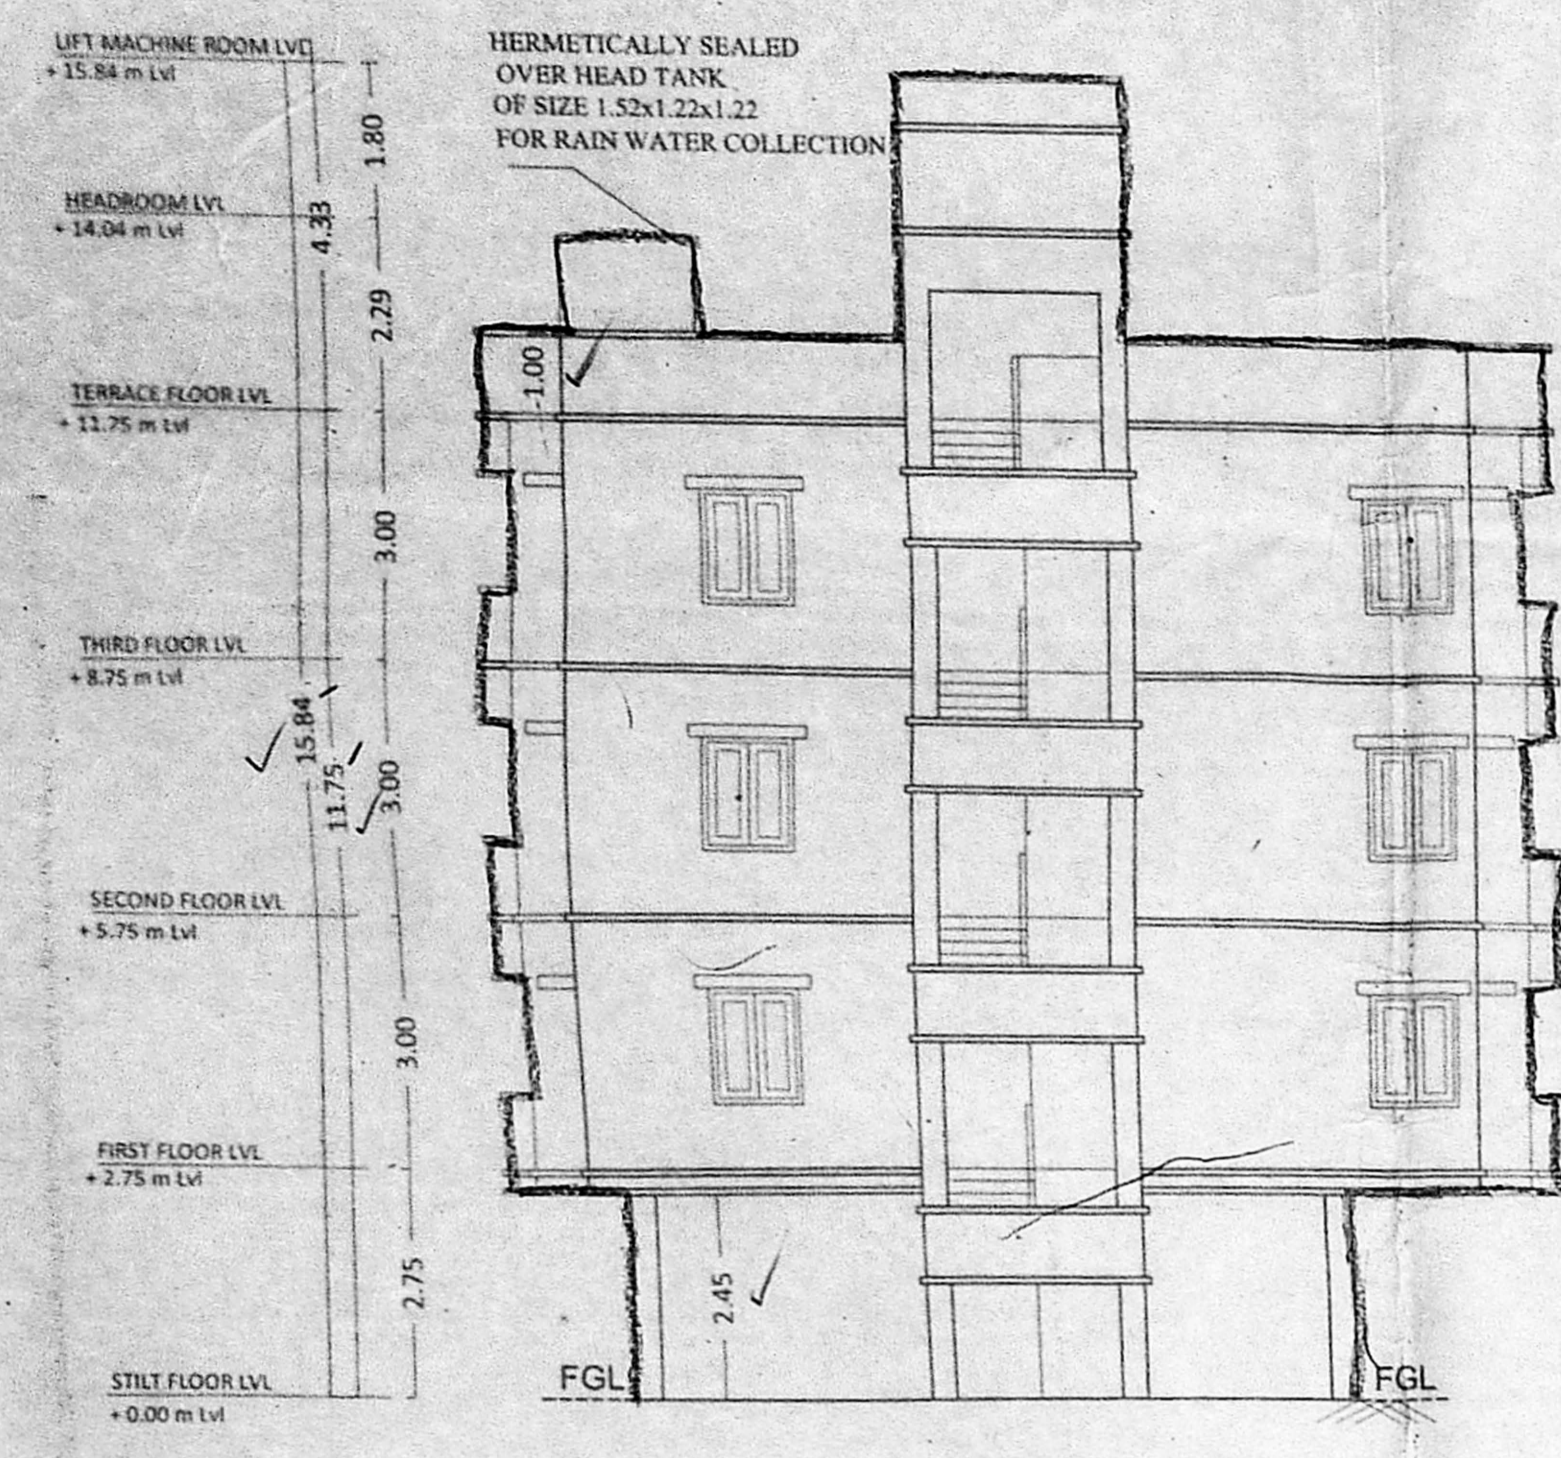 LIFT MACHINE ROOM LVL
+ 15.84 m Lvl
HERMETICALLY SEALED
OVER HEAD TANK
OF SIZE 1.52x1.22x1.22
FOR RAIN WATER COLLECTION
1.80
HEADROOM LVL
+ 14.04 m Lvl
4.33
2.29
1.00
TERRACE FLOOR LVL
+ 11.75 m Lvl
3.00
THIRD FLOOR LVL
+ 8.75 m Lvl
15.84
11.75
3.00
SECOND FLOOR LVL
+ 5.75 m Lvl
3.00
FIRST FLOOR LVL
+ 2.75 m Lvl
2.75
2.45
STILT FLOOR LVL
+ 0.00 m Lvl
FGL
FGL